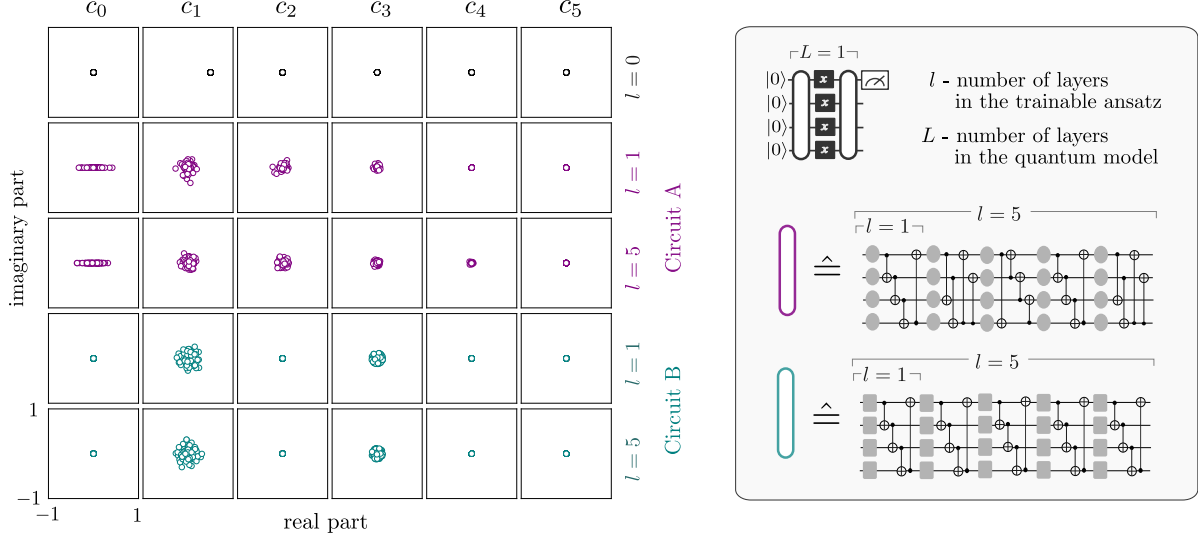 c₀ c₁ c₂ c₃ c₄ c₅
l = 0
l = 1
l = 5
l = 1
l = 5
Circuit A
Circuit B
imaginary part
1
−1
−1 1
real part
L = 1
|0⟩ x
|0⟩ x
|0⟩ x
|0⟩ x
l - number of layers
in the trainable ansatz
L - number of layers
in the quantum model
l = 5
l = 1
≙
l = 5
l = 1
≙